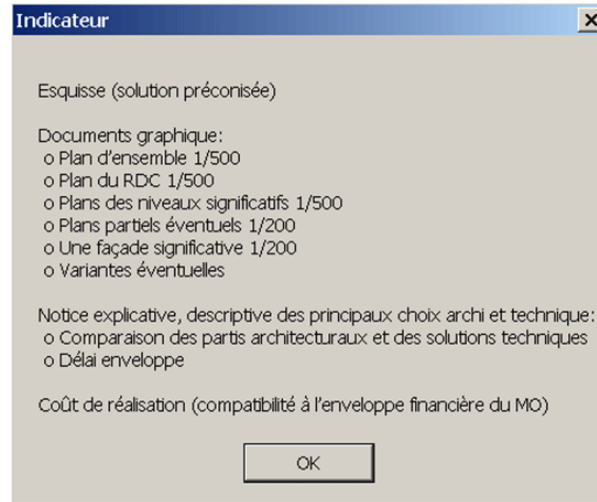 Indicateur
Esquisse (solution préconisée)
Documents graphique:
o Plan d'ensemble 1/500
o Plan du RDC 1/500
o Plans des niveaux significatifs 1/500
o Plans partiels éventuels 1/200
o Une façade significative 1/200
o Variantes éventuelles
Notice explicative, descriptive des principaux choix archi et technique:
o Comparaison des partis architecturaux et des solutions techniques
o Délai enveloppe
Coût de réalisation (compatibilité à l'enveloppe financière du MO)
OK